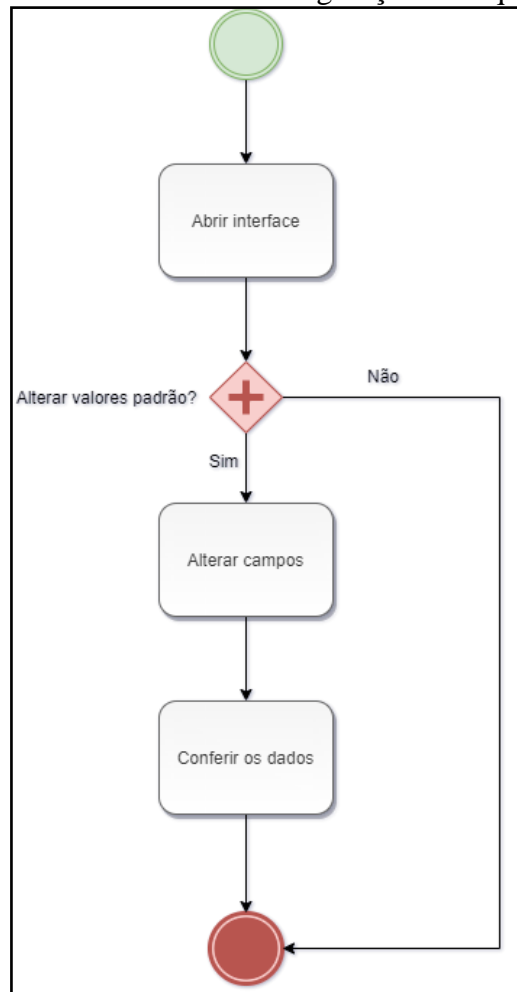 Abrir interface
Não
Alterar valores padrão?
Sim
Alterar campos
Conferir os dados